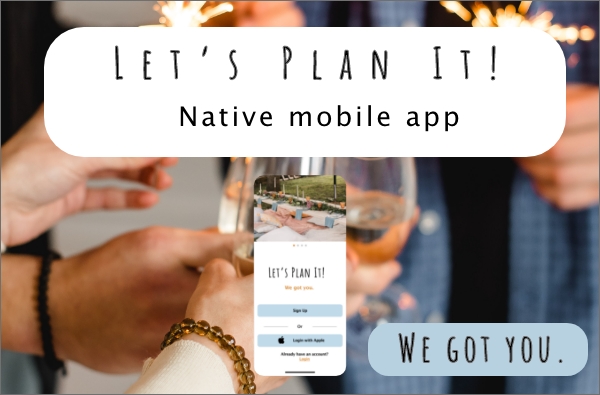 LET'S PLAN IT!
Native mobile app
LET'S PLAN IT!
We got you.
Sign Up
Or
Login with Apple
Already have an account?
Login
WE GOT YOU.